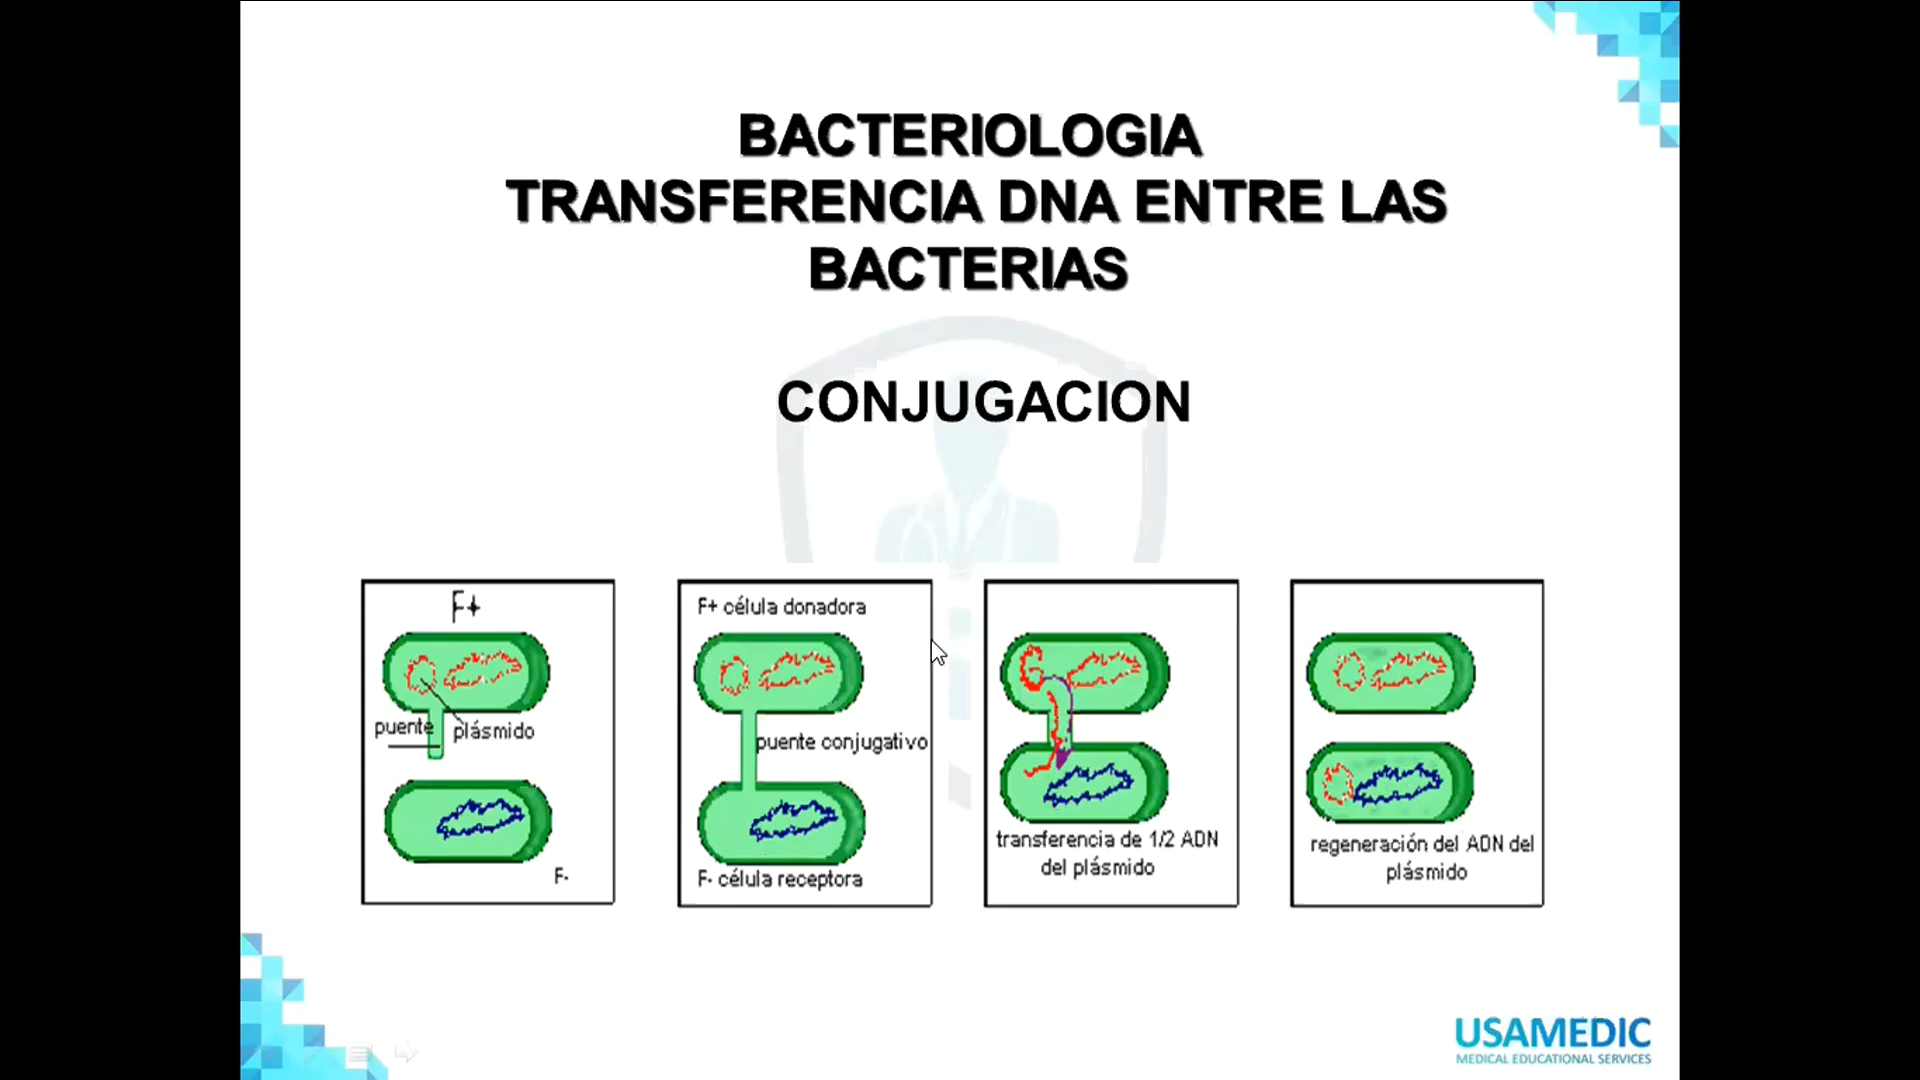 BACTERIOLOGIA
TRANSFERENCIA DNA ENTRE LAS
BACTERIAS
CONJUGACION
F+
puente
plásmido
F-
F+ célula donadora
puente conjugativo
F- célula receptora
transferencia de 1/2 ADN
del plásmido
regeneración del ADN del
plásmido
USAMEDIC
MEDICAL EDUCATIONAL SERVICES